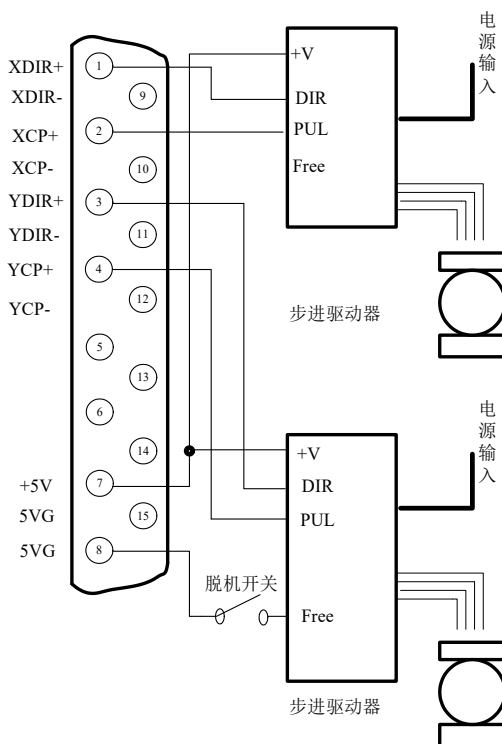 XDIR+
XDIR-
XCP+
XCP-
YDIR+
YDIR-
YCP+
YCP-
+5V
5VG
5VG
1
9
2
10
3
11
4
12
5
13
6
14
7
15
8
+V
DIR
PUL
Free
电源输入
步进驱动器
+V
DIR
PUL
Free
电源输入
脱机开关
步进驱动器